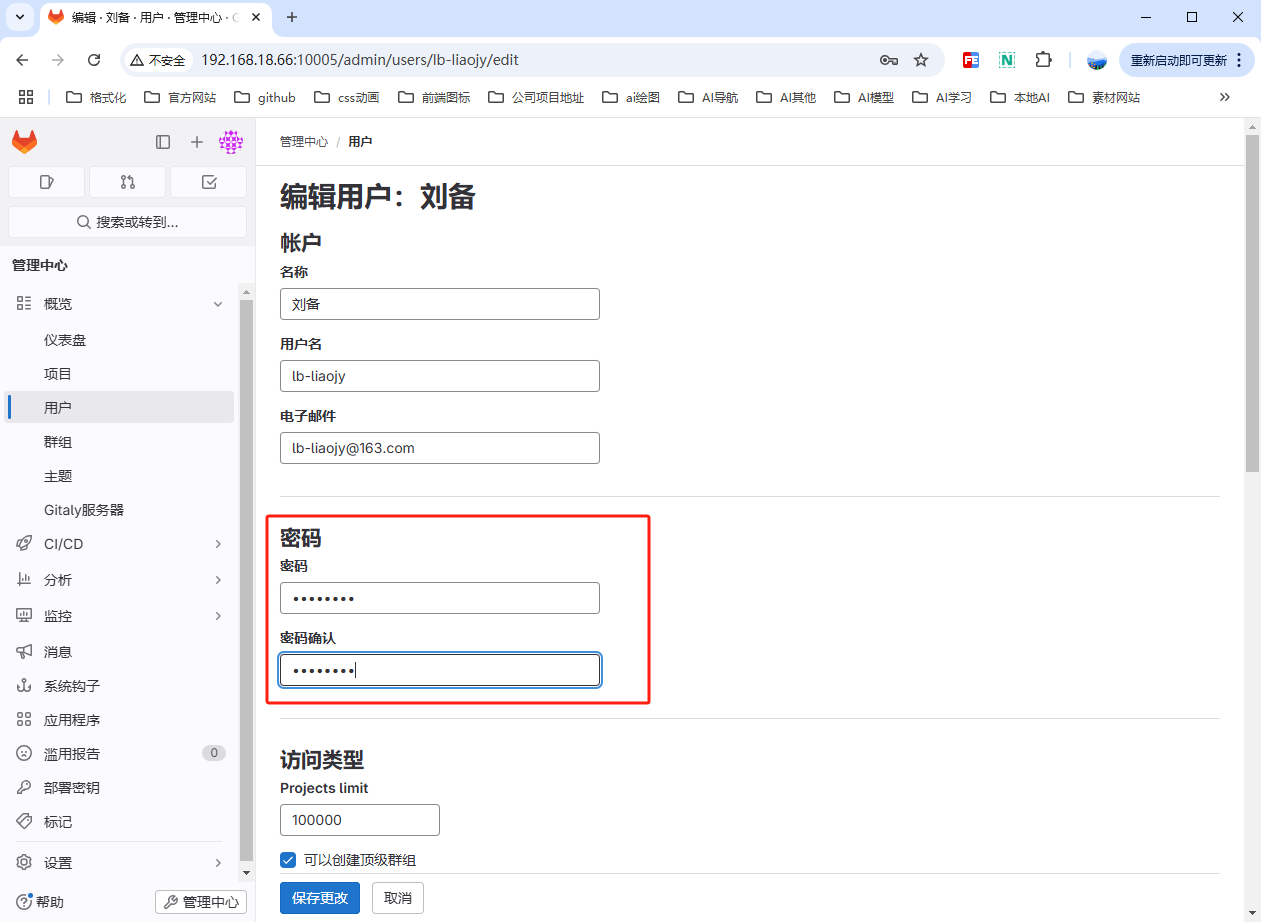 编辑 · 刘备 · 用户 · 管理中心 ·
不安全
192.168.18.66:10005/admin/users/lb-liaojy/edit
重新启动即可更新
格式化
官方网站
github
css动画
前端图标
公司项目地址
ai绘图
AI导航
AI其他
AI模型
AI学习
本地AI
素材网站
搜索或转到...
管理中心
概览
仪表盘
项目
用户
群组
主题
Gitaly服务器
CI/CD
分析
监控
消息
系统钩子
应用程序
滥用报告
0
部署密钥
标记
设置
帮助
管理中心
管理中心 / 用户
编辑用户：刘备
帐户
名称
刘备
用户名
lb-liaojy
电子邮件
lb-liaojy@163.com
密码
密码
••••••••
密码确认
••••••••
访问类型
Projects limit
100000
可以创建顶级群组
保存更改
取消